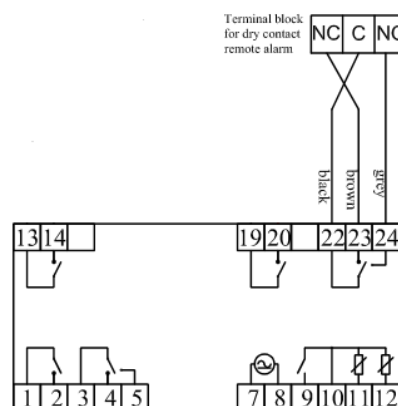 Terminal block
for dry contact
remote alarm
NC C NO
black
brown
grey
13 14 19 20 22 23 24
1 2 3 4 5 7 8 9 10 11 12